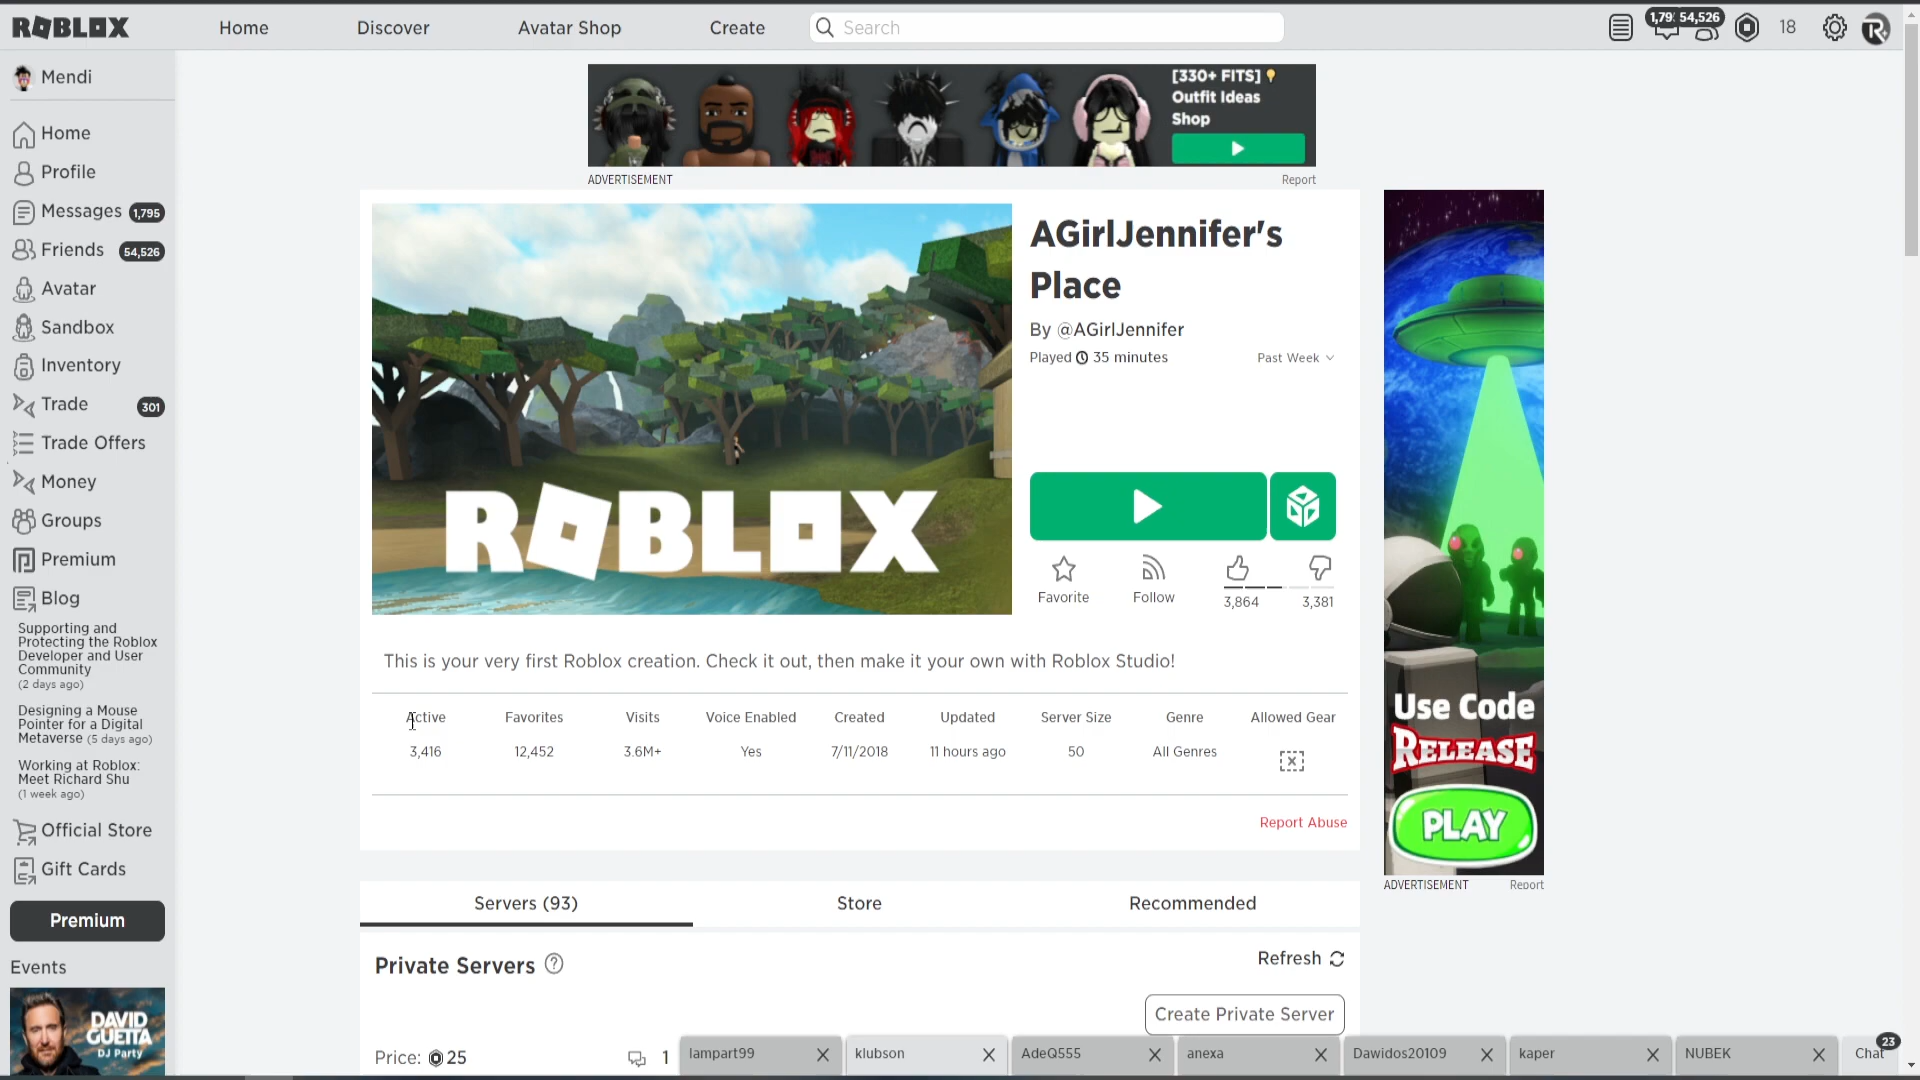 ROBLOX
Home
Discover
Avatar Shop
Create
Search
1,79
54,526
18
Mendi
Home
Profile
Messages 1,795
Friends 54,526
Avatar
Sandbox
Inventory
Trade 301
Trade Offers
Money
Groups
Premium
Blog
Supporting and
Protecting the Roblox
Developer and User
Community
(2 days ago)
Designing a Mouse
Pointer for a Digital
Metaverse (5 days ago)
Working at Roblox:
Meet Richard Shu
(1 week ago)
Official Store
Gift Cards
Premium
Events
DAVID
GUETTA
DJ Party
[330+ FITS]
Outfit Ideas
Shop
ADVERTISEMENT
Report
ROBLOX
AGirlJennifer's
Place
By @AGirlJennifer
Played 35 minutes
Past Week
Favorite
Follow
3,864
3,381
This is your very first Roblox creation. Check it out, then make it your own with Roblox Studio!
Active Favorites Visits Voice Enabled Created Updated Server Size Genre Allowed Gear
3,416 12,452 3.6M+ Yes 7/11/2018 11 hours ago 50 All Genres
Report Abuse
Servers (93)
Store
Recommended
Private Servers
Refresh
Create Private Server
Price: 25
1
Use Code
RELEASE
PLAY
ADVERTISEMENT
Report
lampart99
klubson
AdeQ555
anexa
Dawidos20109
kaper
NUBEK
Chat
23